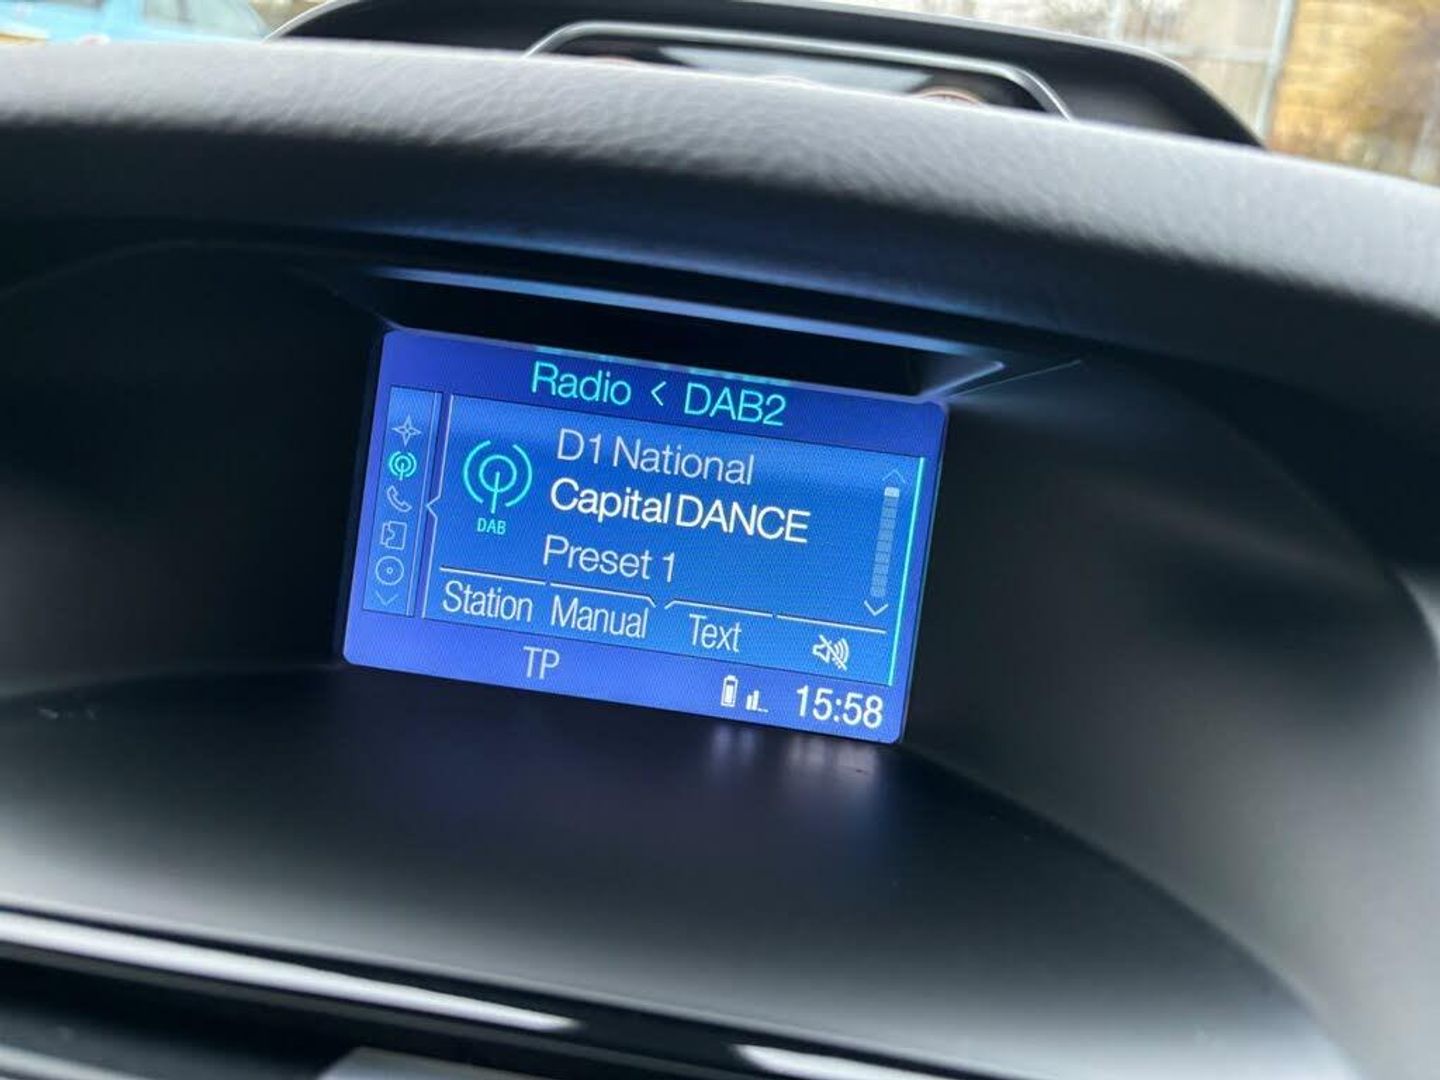 Radio < DAB2
D1 National
Capital DANCE
DAB
Preset 1
Station Manual Text
TP
15:58